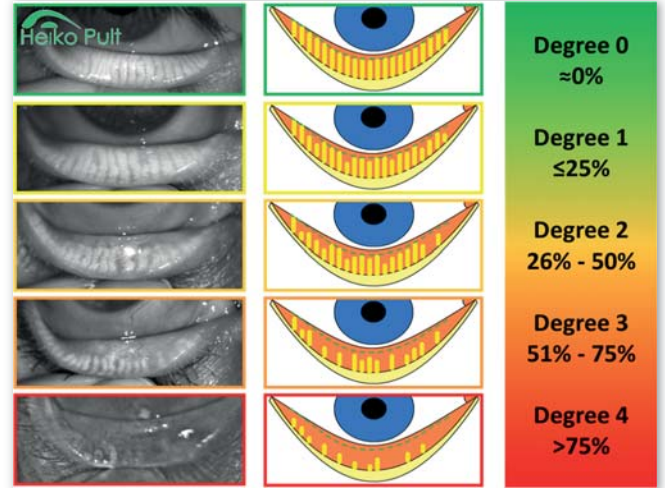 Heiko Pult
Degree 0
≈0%
Degree 1
≤25%
Degree 2
26% - 50%
Degree 3
51% - 75%
Degree 4
>75%